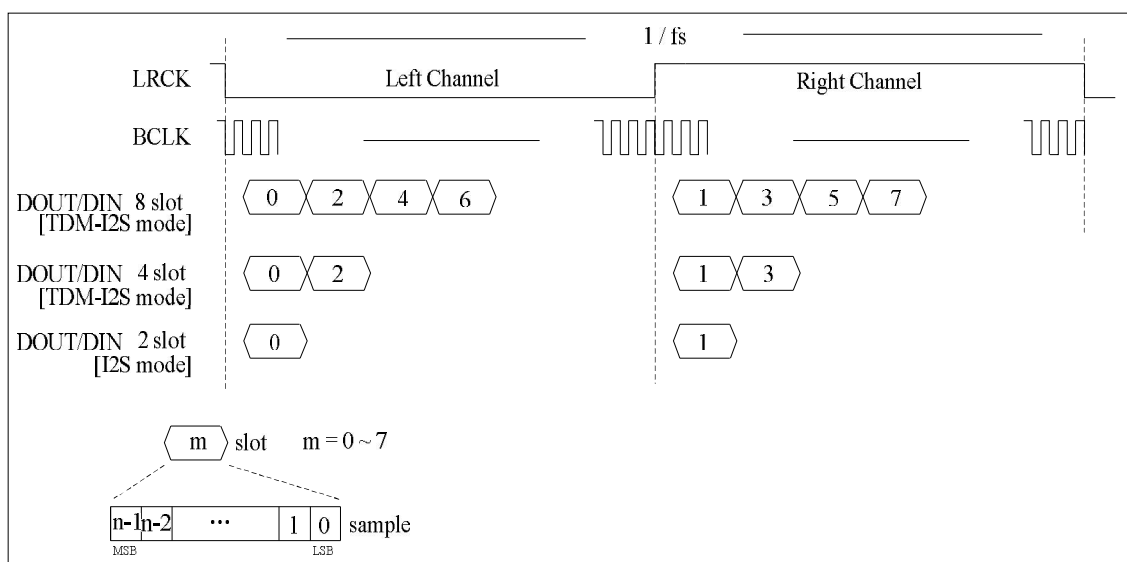 1 / fs
LRCK Left Channel Right Channel
BCLK
DOUT/DIN 8 slot 0 2 4 6 1 3 5 7
[TDM-I2S mode]
DOUT/DIN 4 slot 0 2 1 3
[TDM-I2S mode]
DOUT/DIN 2 slot 0 1
[I2S mode]
m slot m = 0 ~ 7
n-1 n-2 ... 1 0 sample
MSB LSB